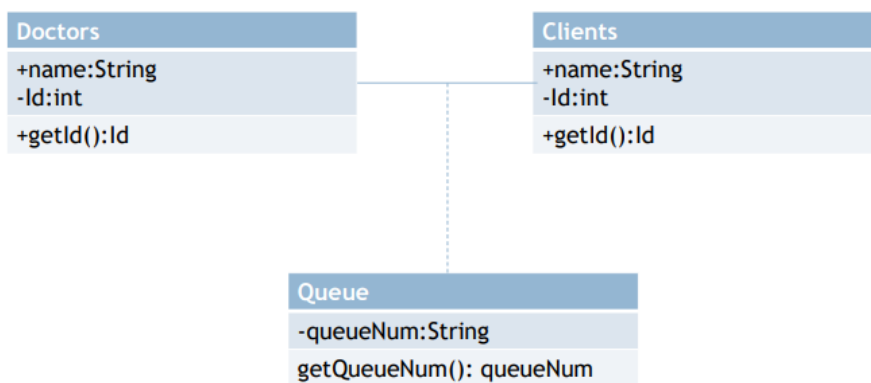 Doctors
+name:String
-Id:int
+getId():Id
Clients
+name:String
-Id:int
+getId():Id
Queue
-queueNum:String
getQueueNum(): queueNum